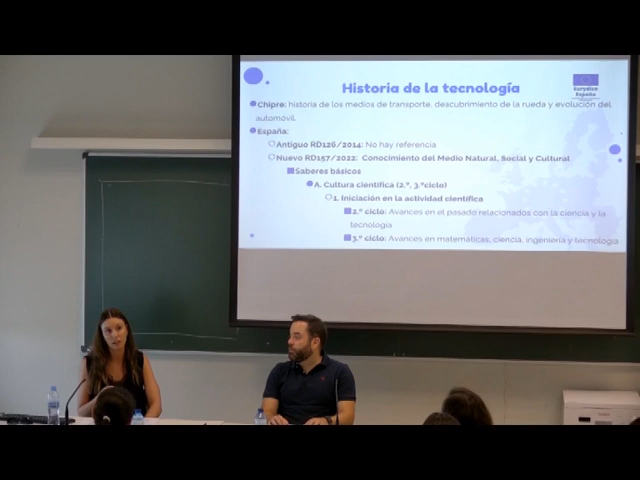 Historia de la tecnología
Eurydice
España
Chipre: historia de los medios de transporte, descubrimiento de la rueda y evolución del
automóvil.
España:
Antiguo RD126/2014: No hay referencia
Nuevo RD157/2022: Conocimiento del Medio Natural, Social y Cultural
Saberes básicos
A. Cultura científica (2.º, 3.ºciclo)
1. Iniciación en la actividad científica
2.º ciclo: Avances en el pasado relacionados con la ciencia y la
tecnología
3.º ciclo: Avances en matemáticas, ciencia, ingeniería y tecnología